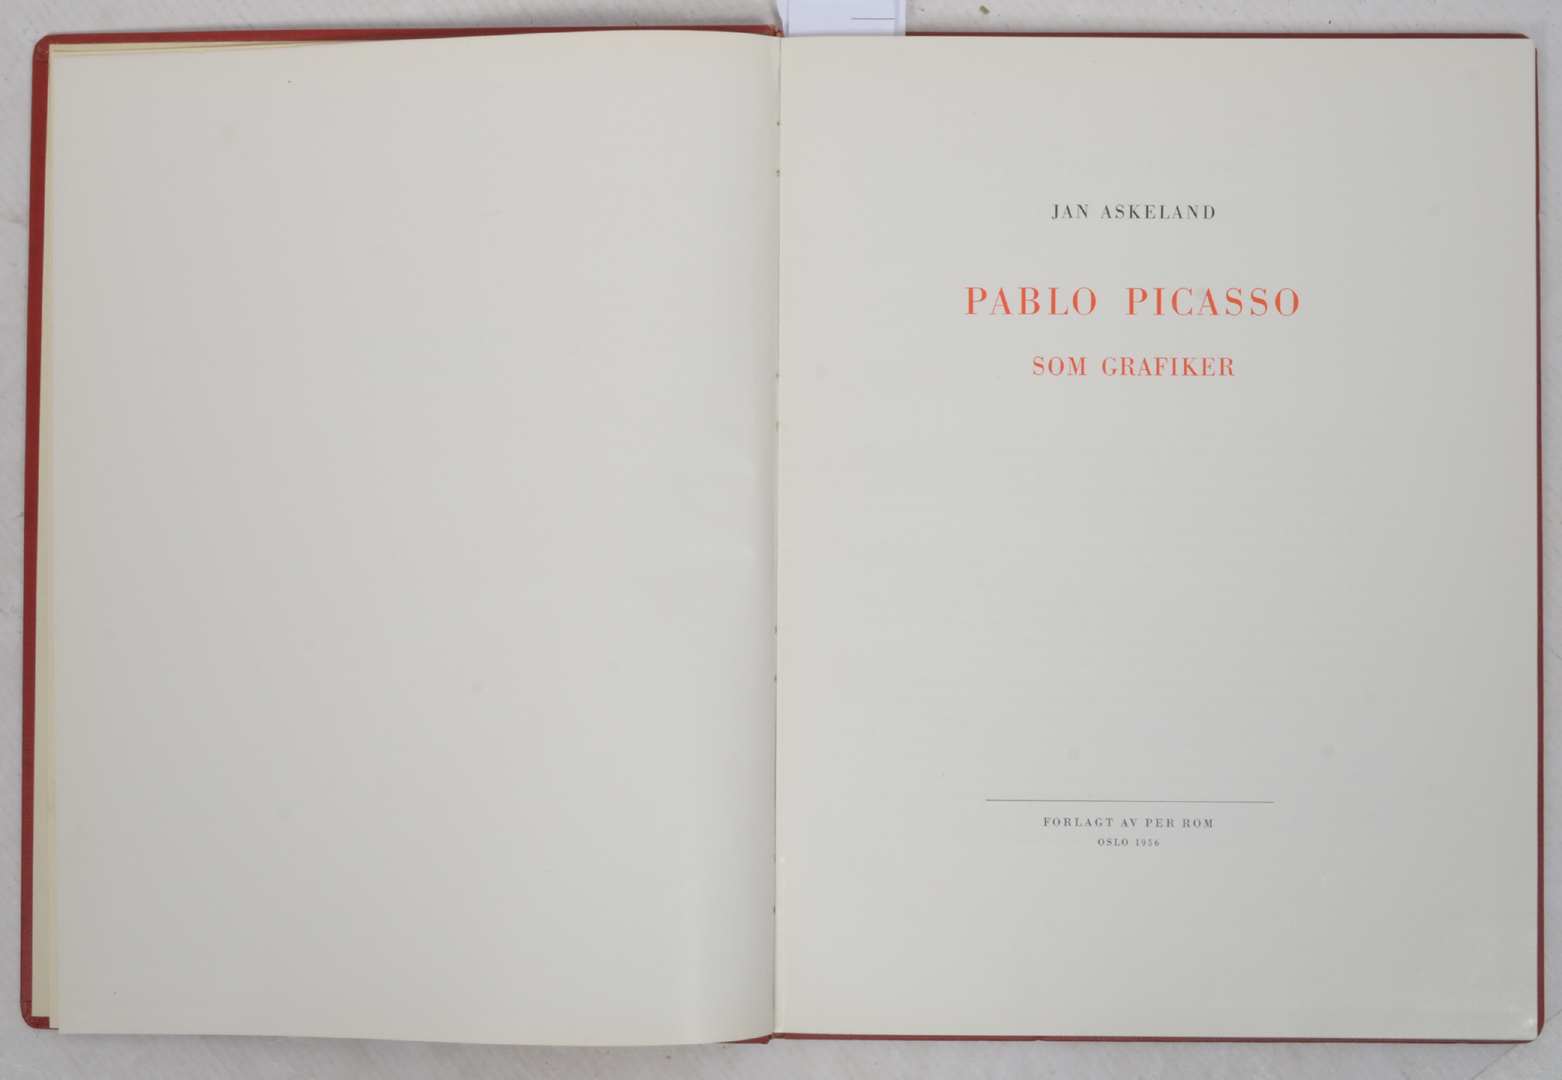 JAN ASKELAND
PABLO PICASSO
SOM GRAFIKER
FORLAGT AV PER ROM
OSLO 1956